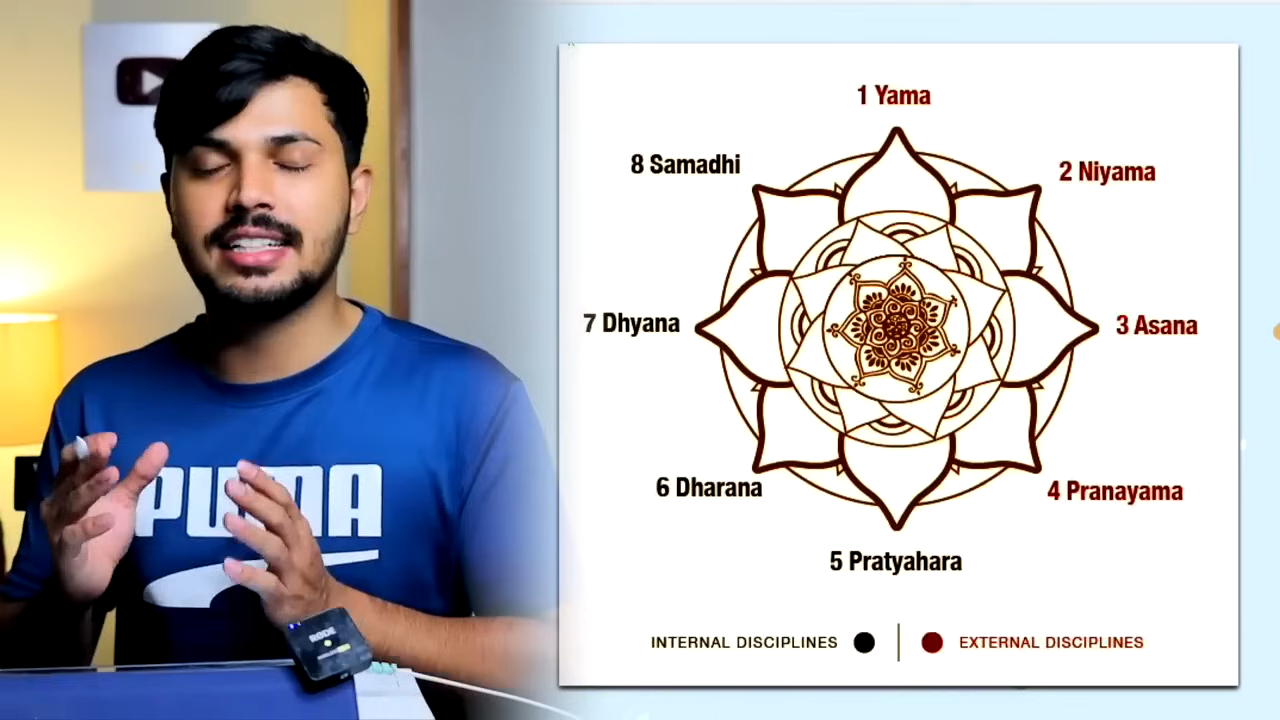 1 Yama
8 Samadhi
2 Niyama
7 Dhyana
3 Asana
6 Dharana
4 Pranayama
5 Pratyahara
INTERNAL DISCIPLINES
EXTERNAL DISCIPLINES
PUMA
RODE